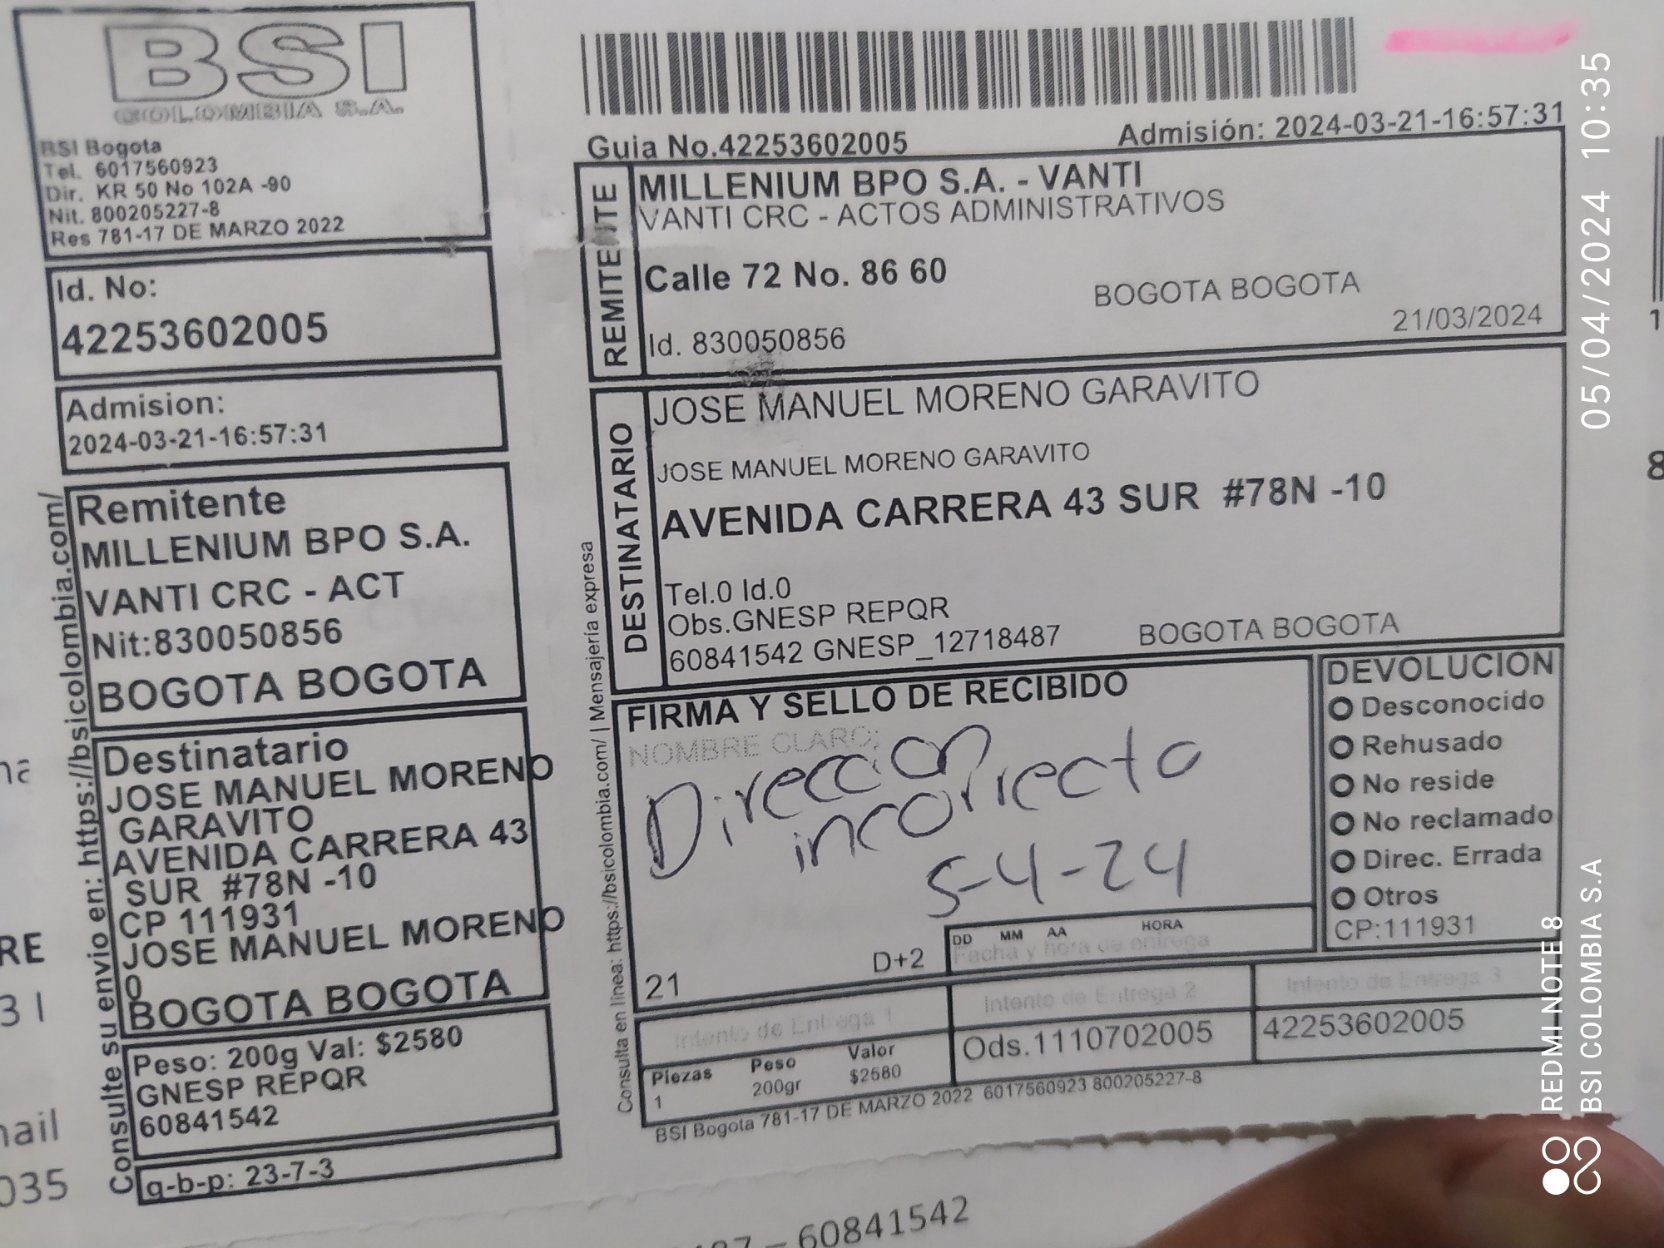 BSI
COLOMBIA S.A.
BSI Bogota
Tel. 6017560923
Dir. KR 50 No 102A -90
Nit. 800205227-8
Res 781-17 DE MARZO 2022
Id. No:
42253602005
Admision:
2024-03-21-16:57:31
Remitente
MILLENIUM BPO S.A.
VANTI CRC - ACT
Nit:830050856
BOGOTA BOGOTA
Destinatario
JOSE MANUEL MORENO
GARAVITO
AVENIDA CARRERA 43
SUR #78N -10
CP 111931
JOSE MANUEL MORENO
0
BOGOTA BOGOTA
Peso: 200g Val: $2580
GNESP REPQR
60841542
g-b-p: 23-7-3
Consulte su envio en: https://bsicolombia.com/
Guia No.42253602005
Admisión: 2024-03-21-16:57:31
REMITENTE
MILLENIUM BPO S.A. - VANTI
VANTI CRC - ACTOS ADMINISTRATIVOS
Calle 72 No. 86 60
BOGOTA BOGOTA
Id. 830050856
21/03/2024
DESTINATARIO
JOSE MANUEL MORENO GARAVITO
JOSE MANUEL MORENO GARAVITO
AVENIDA CARRERA 43 SUR #78N -10
Tel.0 Id.0
Obs.GNESP REPQR
60841542 GNESP_12718487
BOGOTA BOGOTA
FIRMA Y SELLO DE RECIBIDO
NOMBRE CLARO:
Direccion
incorrecta
5-4-24
21
D+2
DD MM AA HORA
Fecha y hora de entrega
DEVOLUCION
Desconocido
Rehusado
No reside
No reclamado
Direc. Errada
Otros
CP:111931
Intento de Entrega 1
Intento de Entrega 2
Intento de Entrega 3
Piezas Peso Valor
1 200gr $2580
Ods.1110702005
42253602005
BSI Bogota 781-17 DE MARZO 2022 6017560923 800205227-8
Consulta en linea: https://bsicolombia.com/ | Mensajería expresa
RE
3 1
ail
035
– 60841542
05/04/2024 10:35
REDMI NOTE 8
BSI COLOMBIA S.A